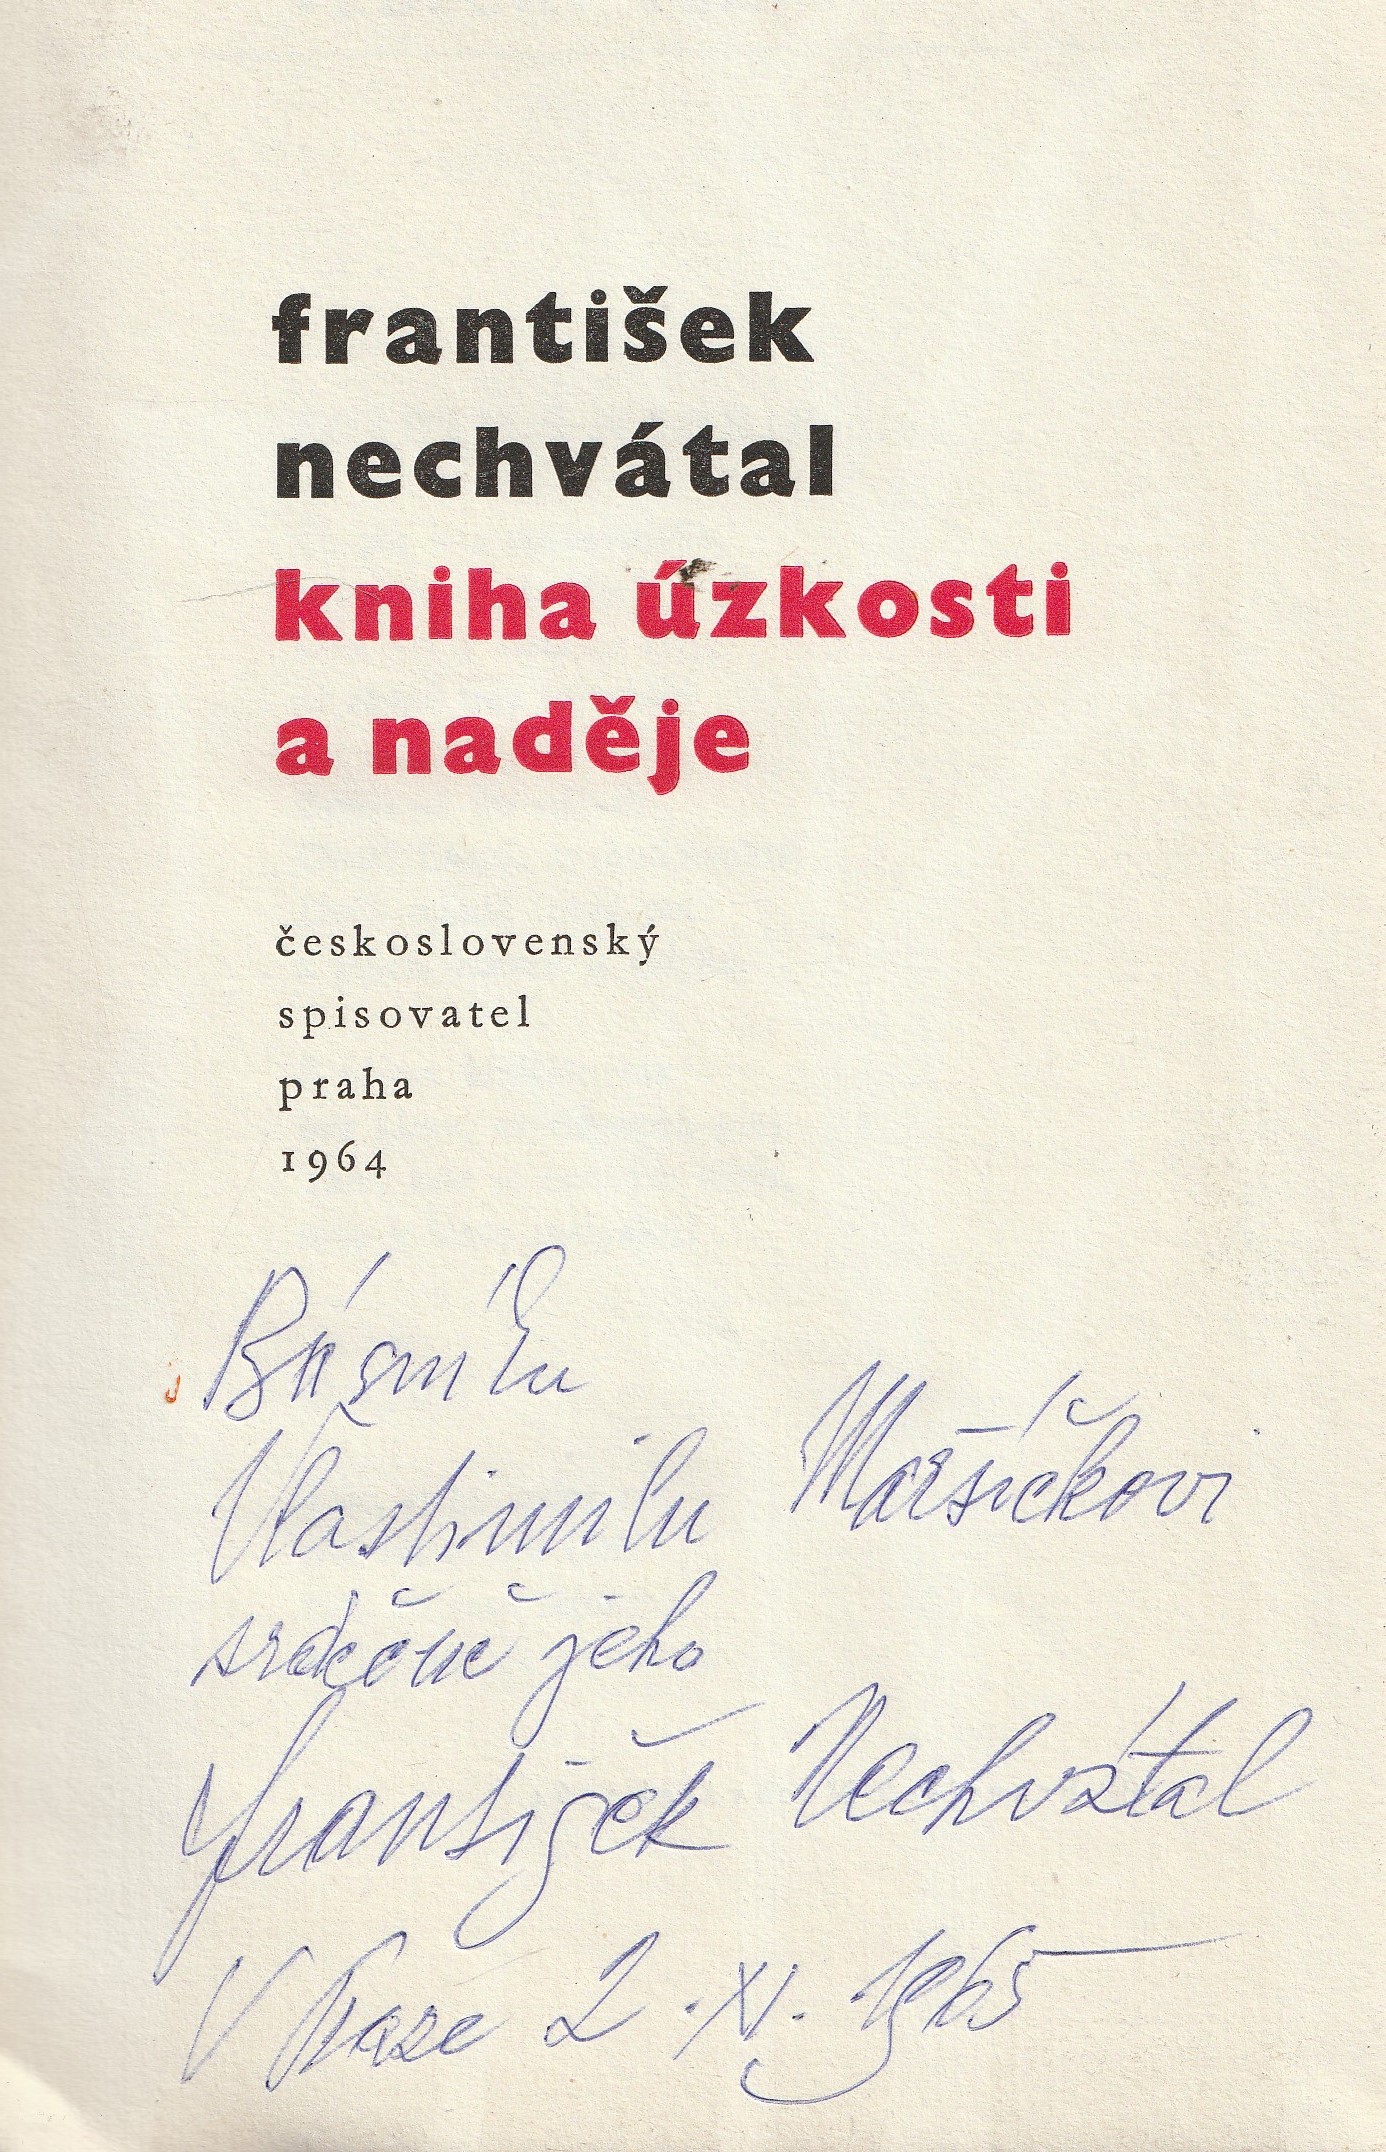 františek
nechvátal
kniha úzkosti
a naděje
československý
spisovatel
praha
1964
Básníku
Vlastimilu Maršíčkovi
srdečně jeho
František Nechvátal
V Praze 2. XI. 1965